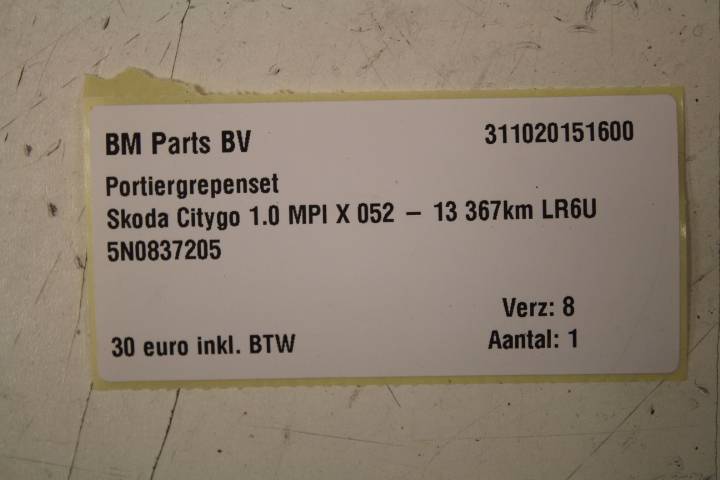 BM Parts BV 311020151600
Portiergrepenset
Skoda Citygo 1.0 MPI X 052 – 13 367km LR6U
5N0837205
Verz: 8
30 euro inkl. BTW Aantal: 1